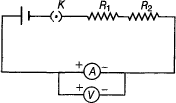 K R₁ R₂
+ A −
+ V −